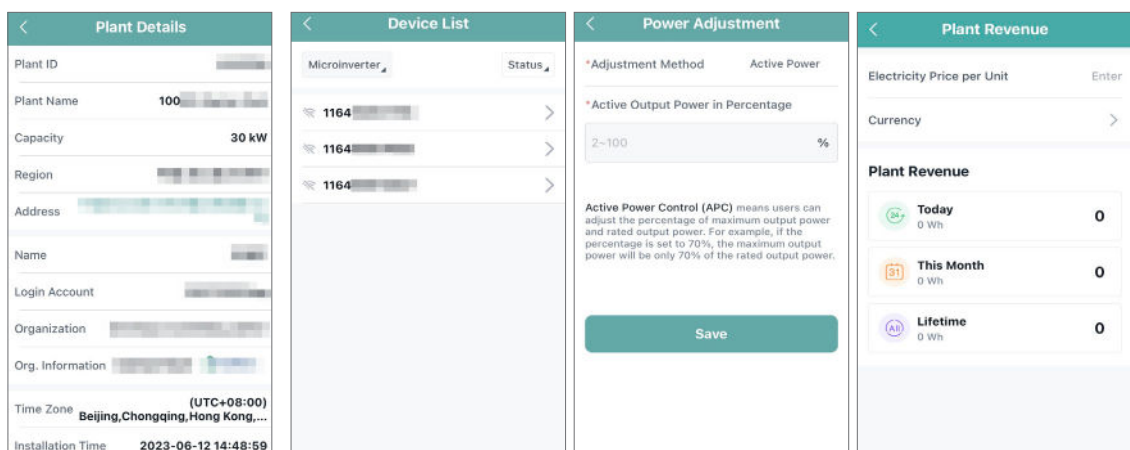 Plant Details
Plant ID
Plant Name 100
Capacity 30 kW
Region
Address
Name
Login Account
Organization
Org. Information
Time Zone (UTC+08:00)
Beijing,Chongqing,Hong Kong,...
Installation Time 2023-06-12 14:48:59
Device List
Microinverter Status
1164
1164
1164
Power Adjustment
*Adjustment Method Active Power
*Active Output Power in Percentage
2~100 %
Active Power Control (APC) means users can
adjust the percentage of maximum output power
and rated output power. For example, if the
percentage is set to 70%, the maximum output
power will be only 70% of the rated output power.
Save
Plant Revenue
Electricity Price per Unit Enter
Currency
Plant Revenue
24 Today 0
0 Wh
31 This Month 0
0 Wh
All Lifetime 0
0 Wh